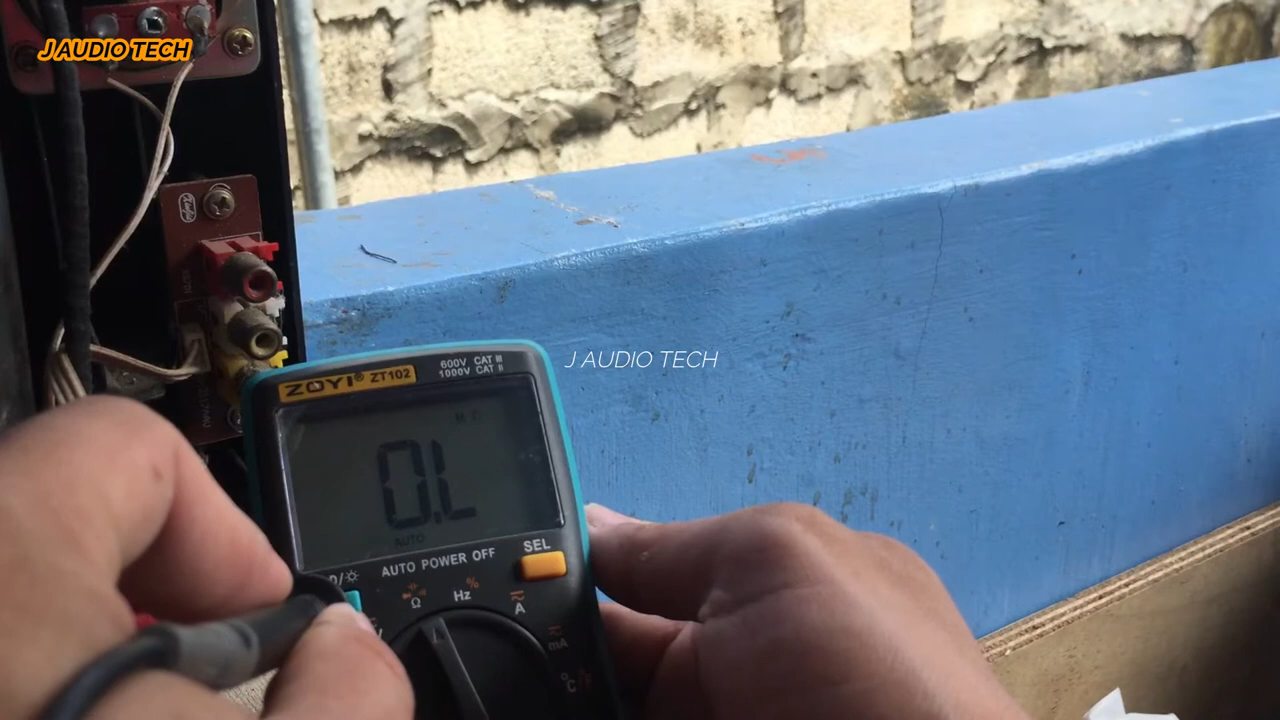 J AUDIO TECH
J AUDIO TECH
ZOYI® ZT102
600V CAT III
1000V CAT II
0.L
AUTO
AUTO POWER OFF
SEL
Ω
Hz %
A
mA
°C